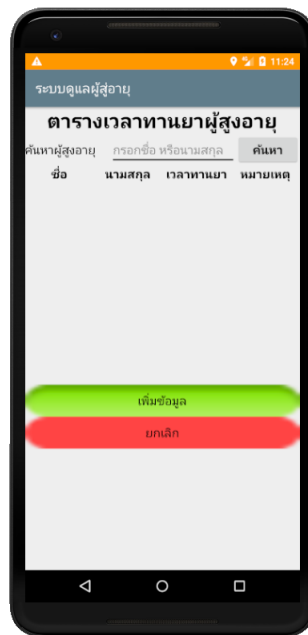 11:24
ระบบดูแลผู้สู่อายุ
ตารางเวลาทานยาผู้สูงอายุ
ค้นหาผู้สูงอายุ กรอกชื่อ หรือนามสกุล ค้นหา
ชื่อ นามสกุล เวลาทานยา หมายเหตุ
เพิ่มข้อมูล
ยกเลิก